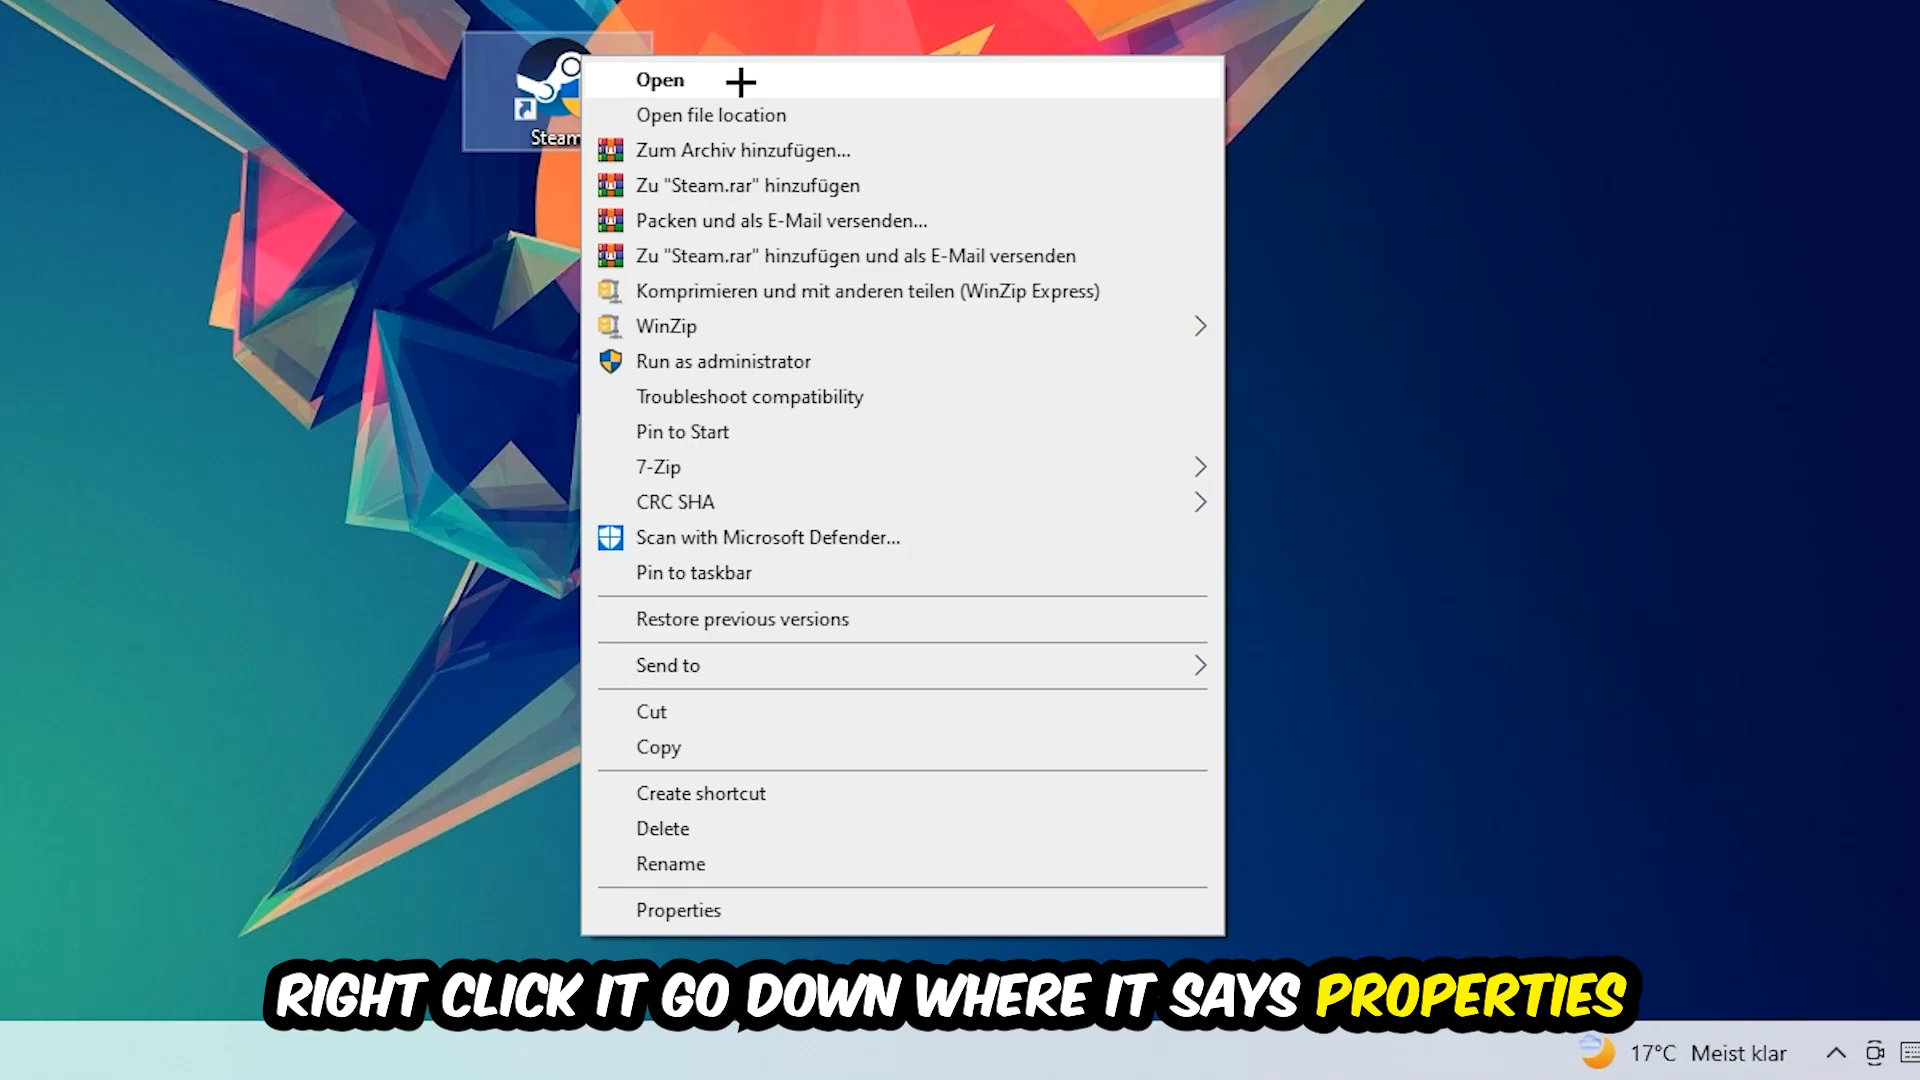 Steam
Open
Open file location
Zum Archiv hinzufügen...
Zu "Steam.rar" hinzufügen
Packen und als E-Mail versenden...
Zu "Steam.rar" hinzufügen und als E-Mail versenden
Komprimieren und mit anderen teilen (WinZip Express)
WinZip
Run as administrator
Troubleshoot compatibility
Pin to Start
7-Zip
CRC SHA
Scan with Microsoft Defender...
Pin to taskbar
Restore previous versions
Send to
Cut
Copy
Create shortcut
Delete
Rename
Properties
RIGHT CLICK IT GO DOWN WHERE IT SAYS PROPERTIES
17°C Meist klar